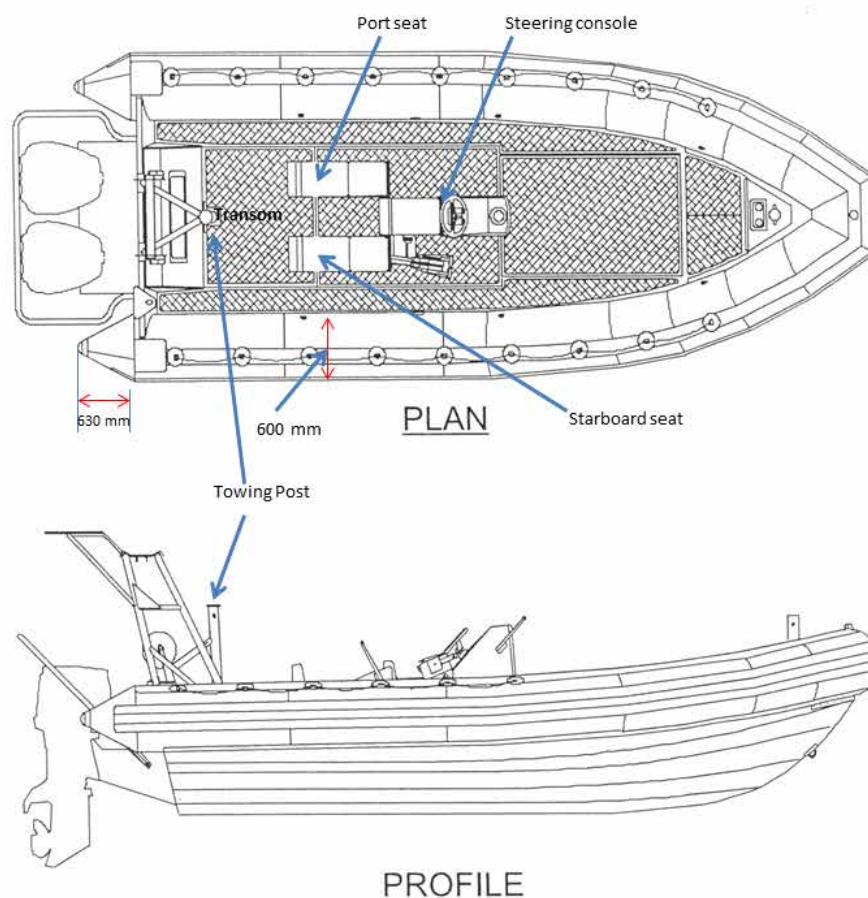 Port seat
Steering console
Transom
630 mm
600 mm
PLAN
Starboard seat
Towing Post
PROFILE